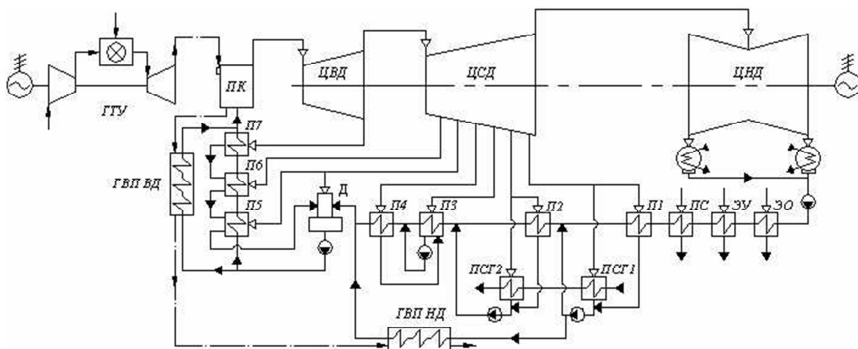 ГТУ
ПК
ЦВД
ЦСД
ЦНД
П7
П6
П5
ГВП ВД
Д
П4
П3
П2
П1
ПС
ЭУ
ЭО
ПСГ2
ПСГ1
ГВП НД